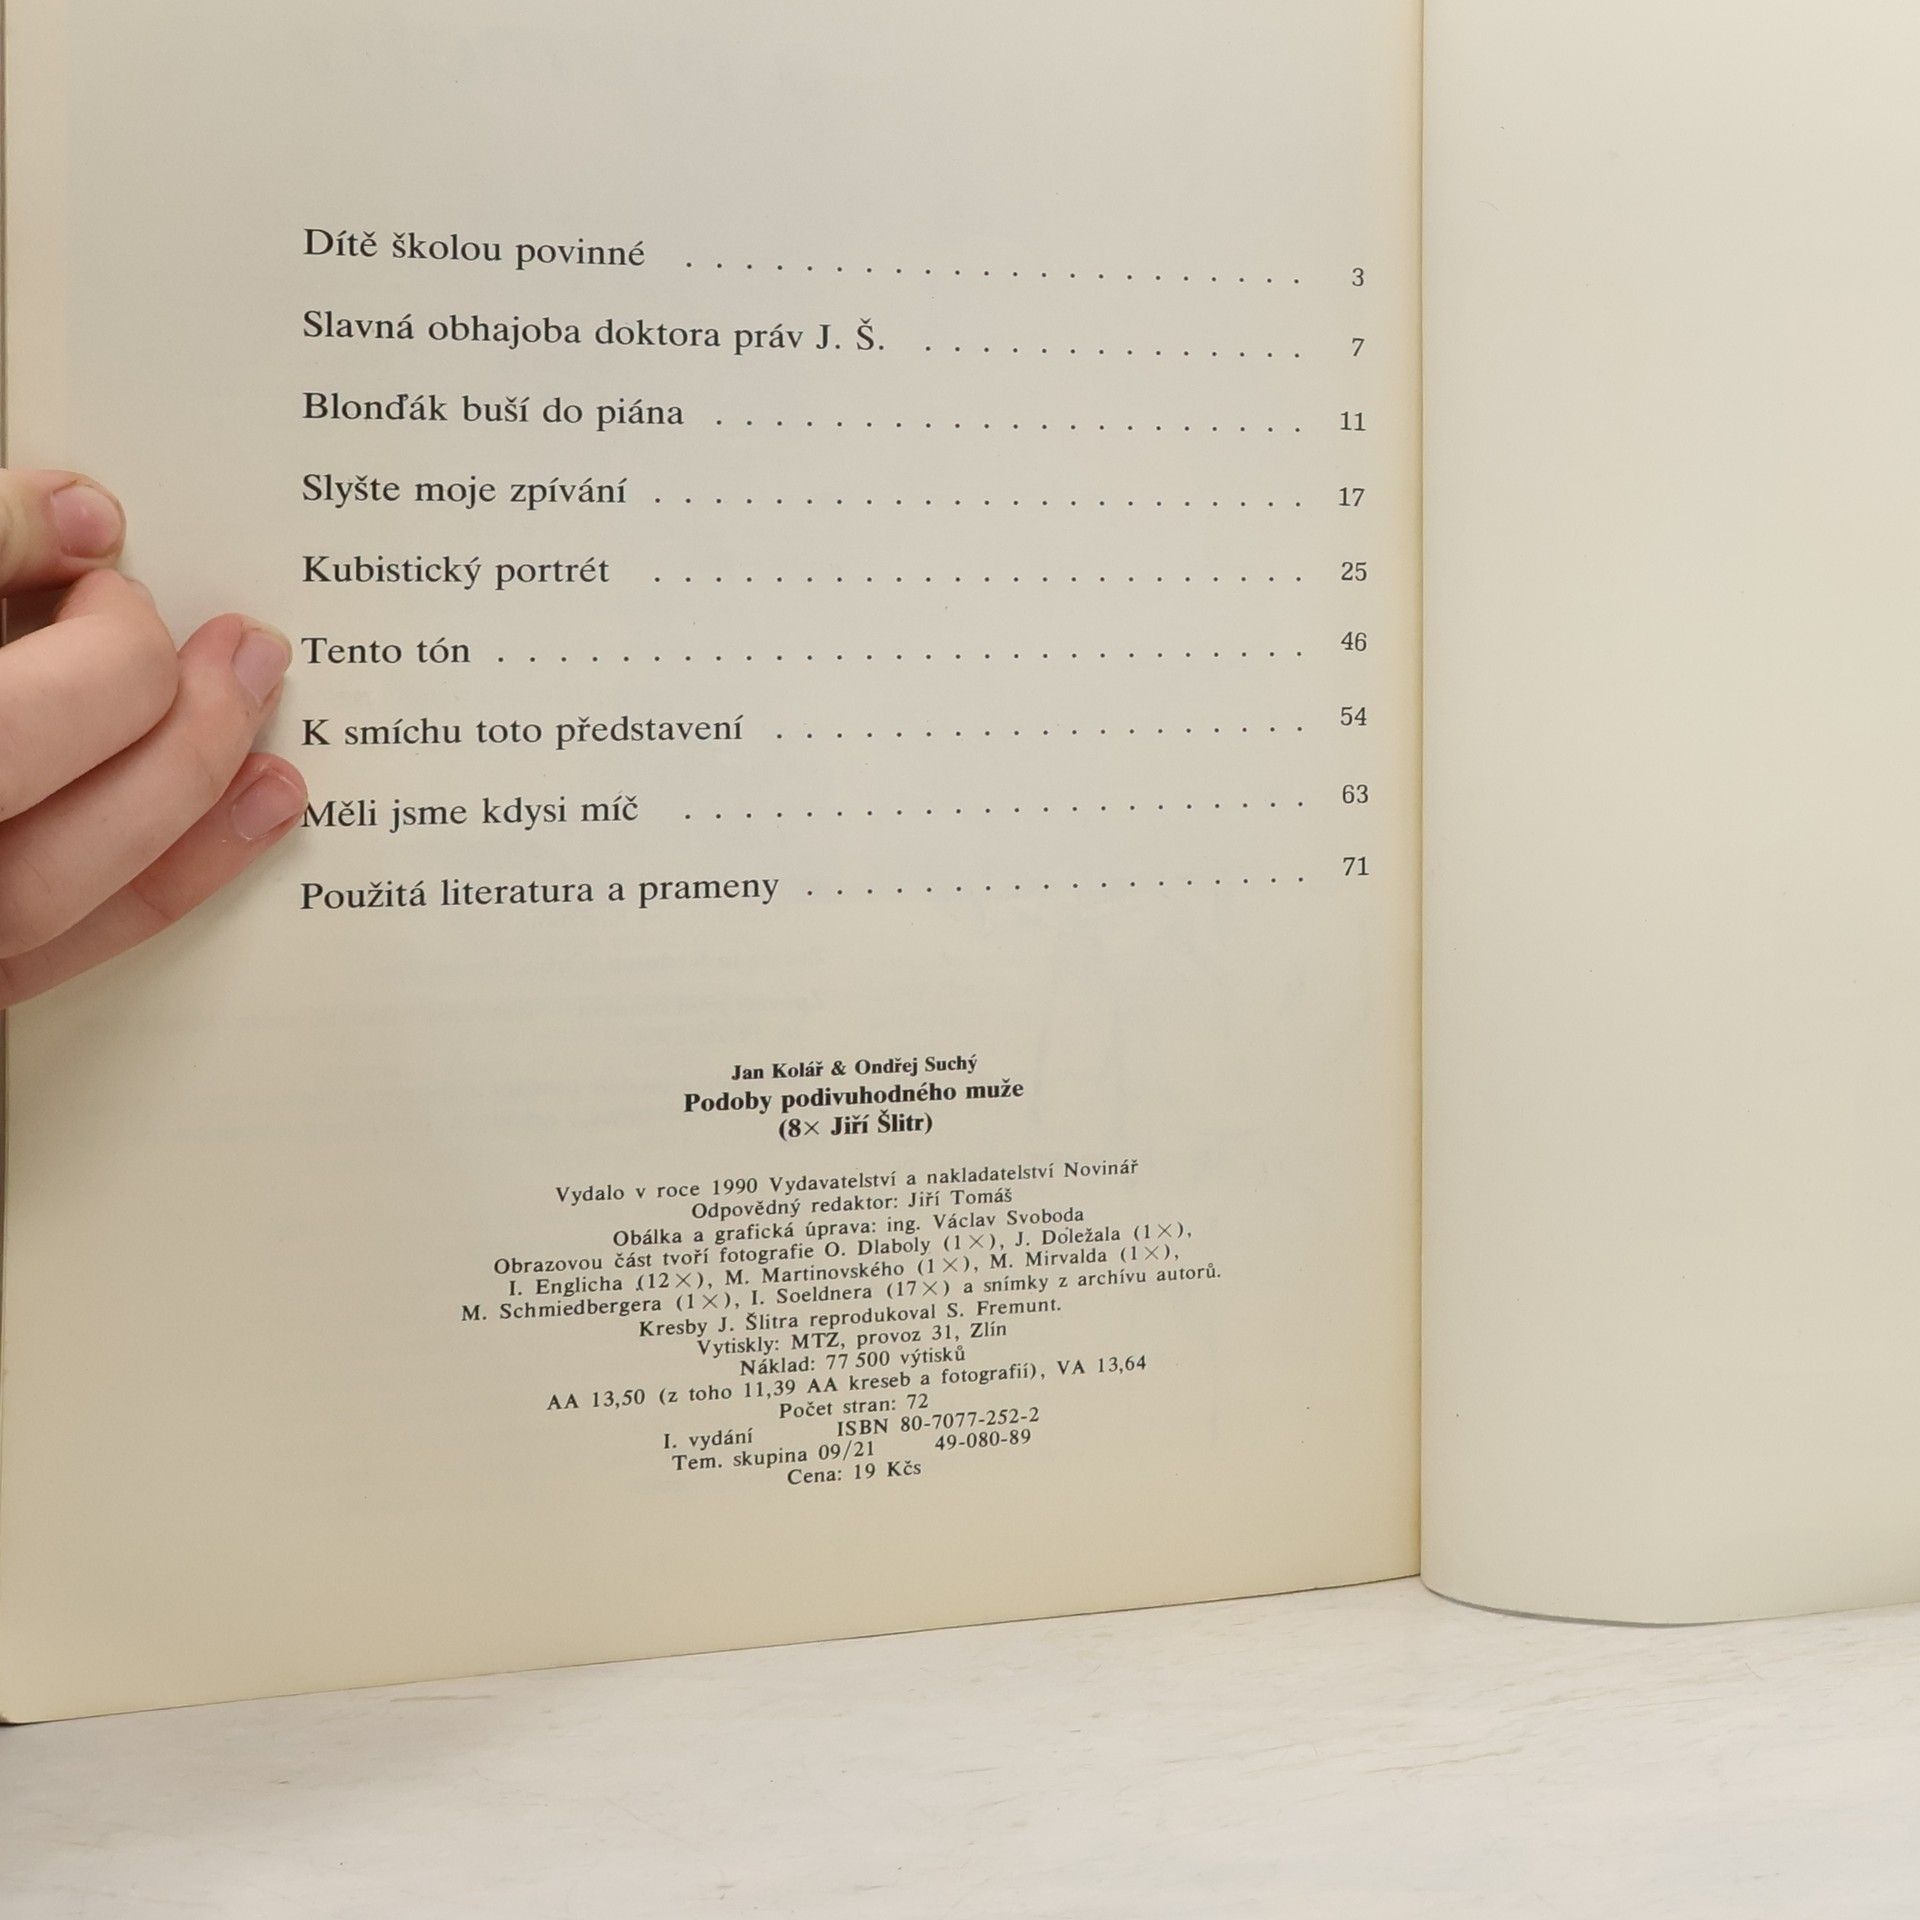 Dítě školou povinné . . . . . . . . . . . . . . . . . . . . . 3
Slavná obhajoba doktora práv J. Š. . . . . . . . . . . . . . 7
Blonďák buší do piána . . . . . . . . . . . . . . . . . . . . 11
Slyšte moje zpívání . . . . . . . . . . . . . . . . . . . . . . 17
Kubistický portrét . . . . . . . . . . . . . . . . . . . . . . 25
Tento tón . . . . . . . . . . . . . . . . . . . . . . . . . . . 46
K smíchu toto představení . . . . . . . . . . . . . . . . . . 54
Měli jsme kdysi míč . . . . . . . . . . . . . . . . . . . . . 63
Použitá literatura a prameny . . . . . . . . . . . . . . . . . 71
Jan Kolář & Ondřej Suchý
Podoby podivuhodného muže
(8× Jiří Šlitr)
Vydalo v roce 1990 Vydavatelství a nakladatelství Novinář
Odpovědný redaktor: Jiří Tomáš
Obálka a grafická úprava: ing. Václav Svoboda
Obrazovou část tvoří fotografie O. Dlaboly (1×), J. Doležala (1×),
I. Englicha (12×), M. Martinovského (1×), M. Mirvalda (1×),
M. Schmiedbergera (1×), I. Soeldnera (17×) a snímky z archívu autorů.
Kresby J. Šlitra reprodukoval S. Fremunt.
Vytiskly: MTZ, provoz 31, Zlín
Náklad: 77 500 výtisků
AA 13,50 (z toho 11,39 AA kreseb a fotografií), VA 13,64
Počet stran: 72
I. vydání ISBN 80-7077-252-2
Tem. skupina 09/21 49-080-89
Cena: 19 Kčs